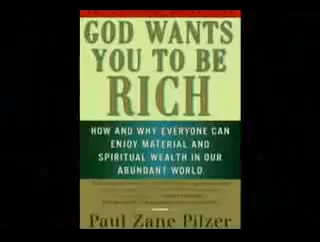 GOD WANTS
YOU TO BE
RICH
HOW AND WHY EVERYONE CAN
ENJOY MATERIAL AND
SPIRITUAL WEALTH IN OUR
ABUNDANT WORLD
Paul Zane Pilzer